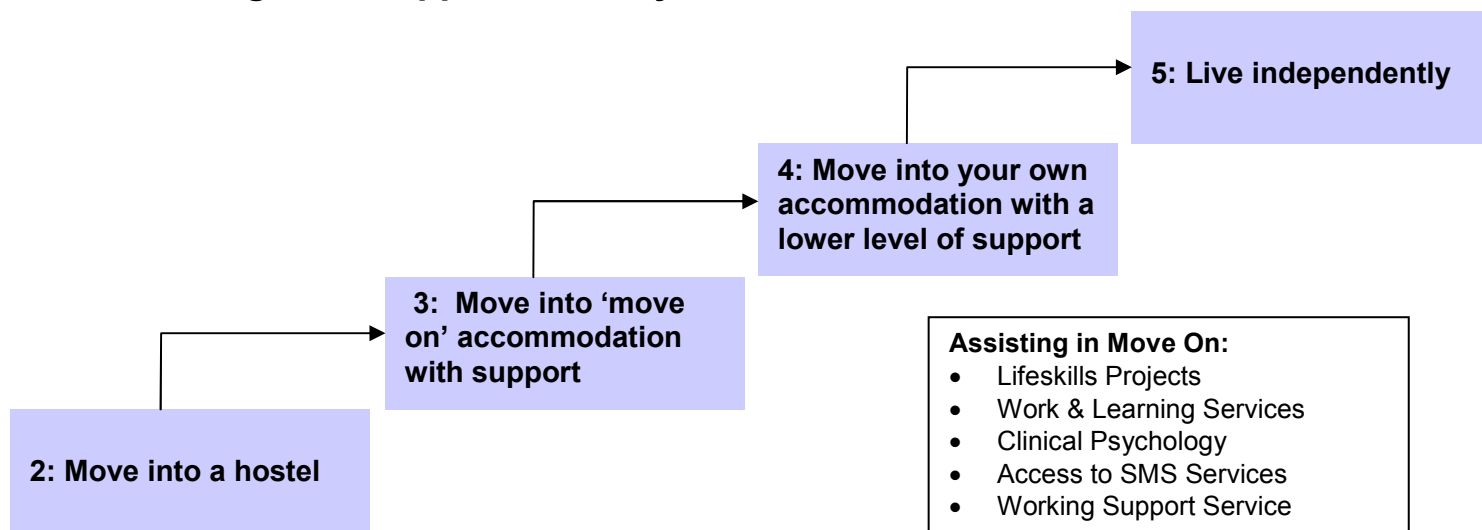 5: Live independently
4: Move into your own
accommodation with a
lower level of support
3: Move into ‘move
on’ accommodation
with support
2: Move into a hostel
Assisting in Move On:
• Lifeskills Projects
• Work & Learning Services
• Clinical Psychology
• Access to SMS Services
• Working Support Service